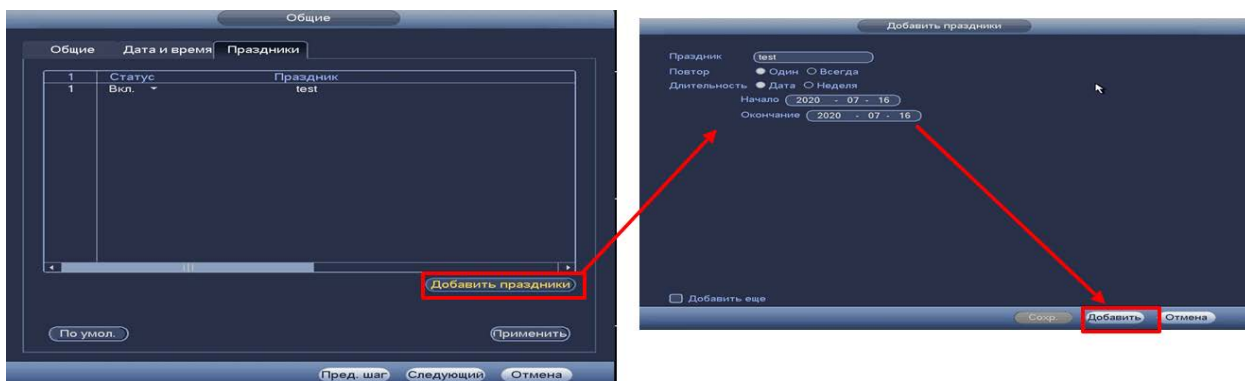 Общие
Общие Дата и время Праздники
1 Статус Праздник
1 Вкл. test
Добавить праздники
По умол. Применить
Пред. шаг Следующий Отмена
Добавить праздники
Праздник test
Повтор Один Всегда
Длительность Дата Неделя
Начало 2020 - 07 - 16
Окончание 2020 - 07 - 16
Добавить еще
Сохр. Добавить Отмена